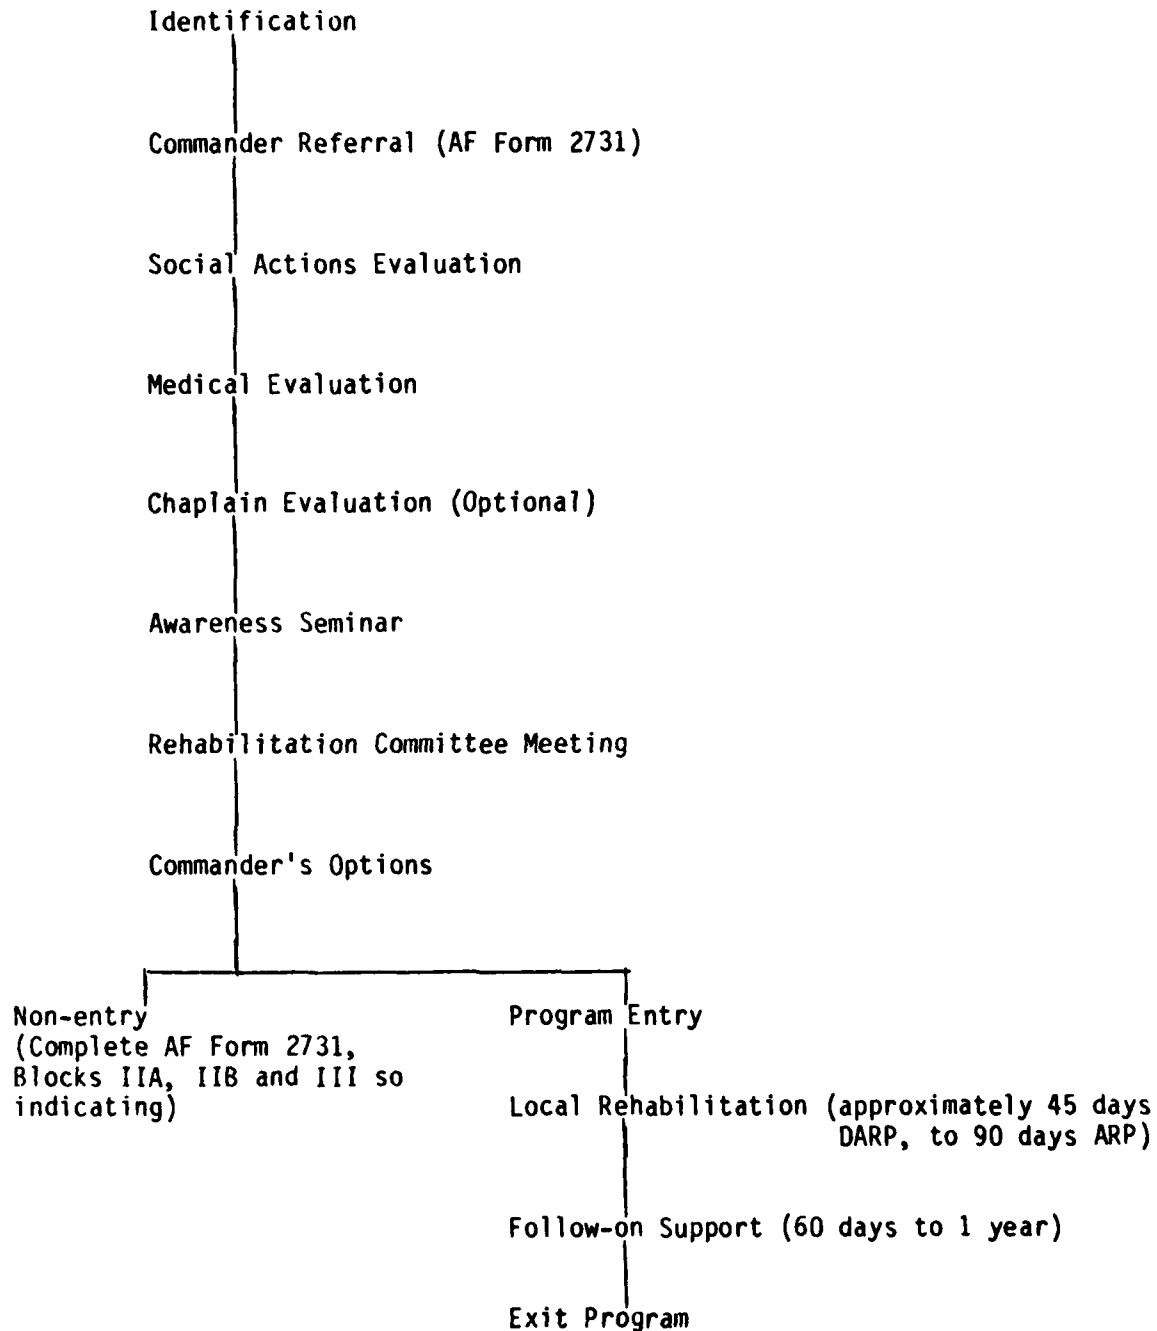 Identification
Commander Referral (AF Form 2731)
Social Actions Evaluation
Medical Evaluation
Chaplain Evaluation (Optional)
Awareness Seminar
Rehabilitation Committee Meeting
Commander's Options
Non-entry
(Complete AF Form 2731,
Blocks IIA, IIB and III so
indicating)
Program Entry
Local Rehabilitation (approximately 45 days
DARP, to 90 days ARP)
Follow-on Support (60 days to 1 year)
Exit Program